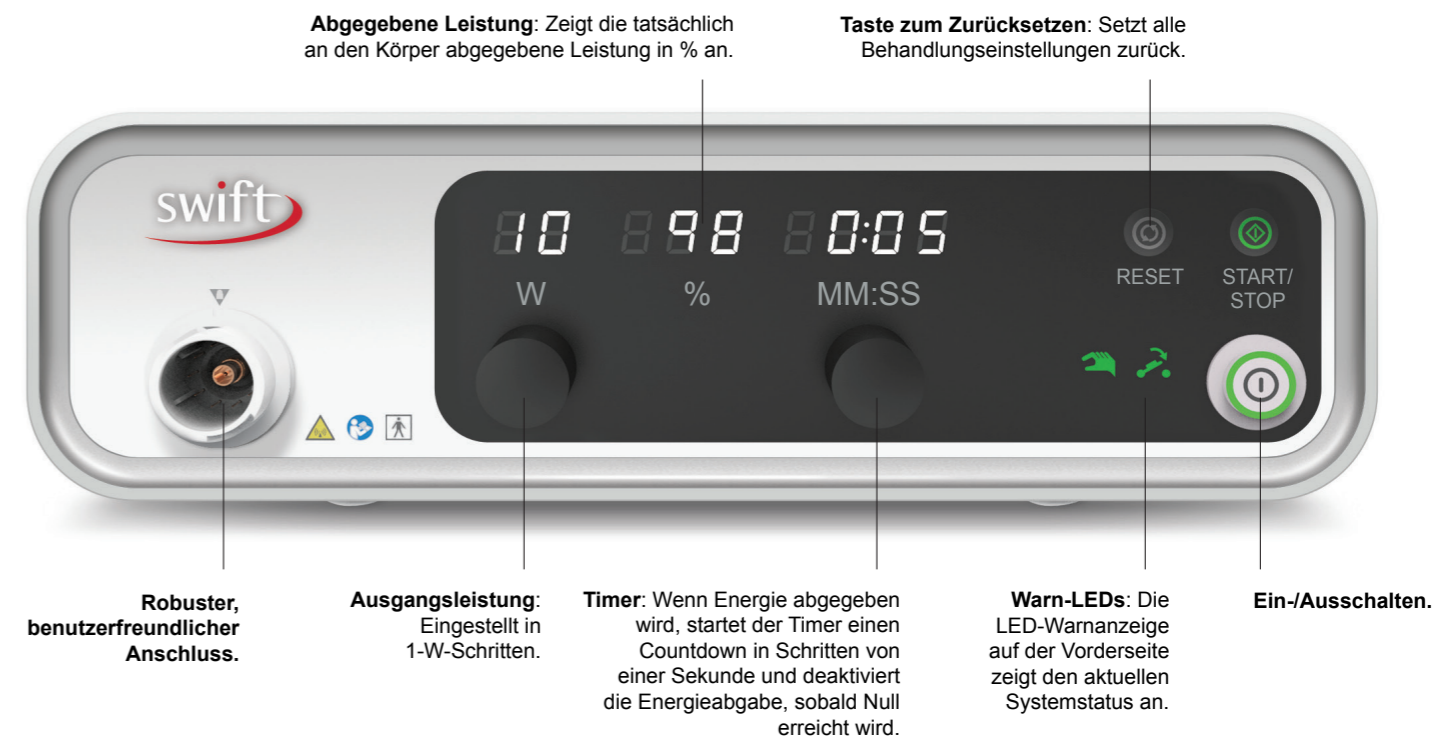 Abgegebene Leistung: Zeigt die tatsächlich
an den Körper abgegebene Leistung in % an.
Taste zum Zurücksetzen: Setzt alle
Behandlungseinstellungen zurück.
swift
10 98 0:05
W % MM:SS
RESET
START/
STOP
Robuster,
benutzerfreundlicher
Anschluss.
Ausgangsleistung:
Eingestellt in
1-W-Schritten.
Timer: Wenn Energie abgegeben
wird, startet der Timer einen
Countdown in Schritten von
einer Sekunde und deaktiviert
die Energieabgabe, sobald Null
erreicht wird.
Warn-LEDs: Die
LED-Warnanzeige
auf der Vorderseite
zeigt den aktuellen
Systemstatus an.
Ein-/Ausschalten.